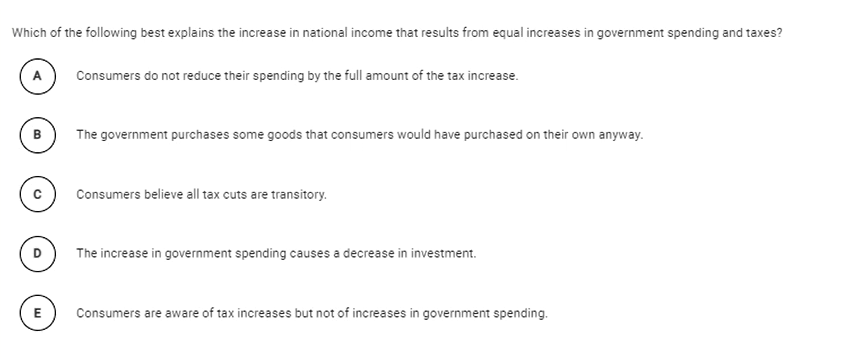 Which of the following best explains the increase in national income that results from equal increases in government spending and taxes?
A Consumers do not reduce their spending by the full amount of the tax increase.
B The government purchases some goods that consumers would have purchased on their own anyway.
C Consumers believe all tax cuts are transitory.
D The increase in government spending causes a decrease in investment.
E Consumers are aware of tax increases but not of increases in government spending.